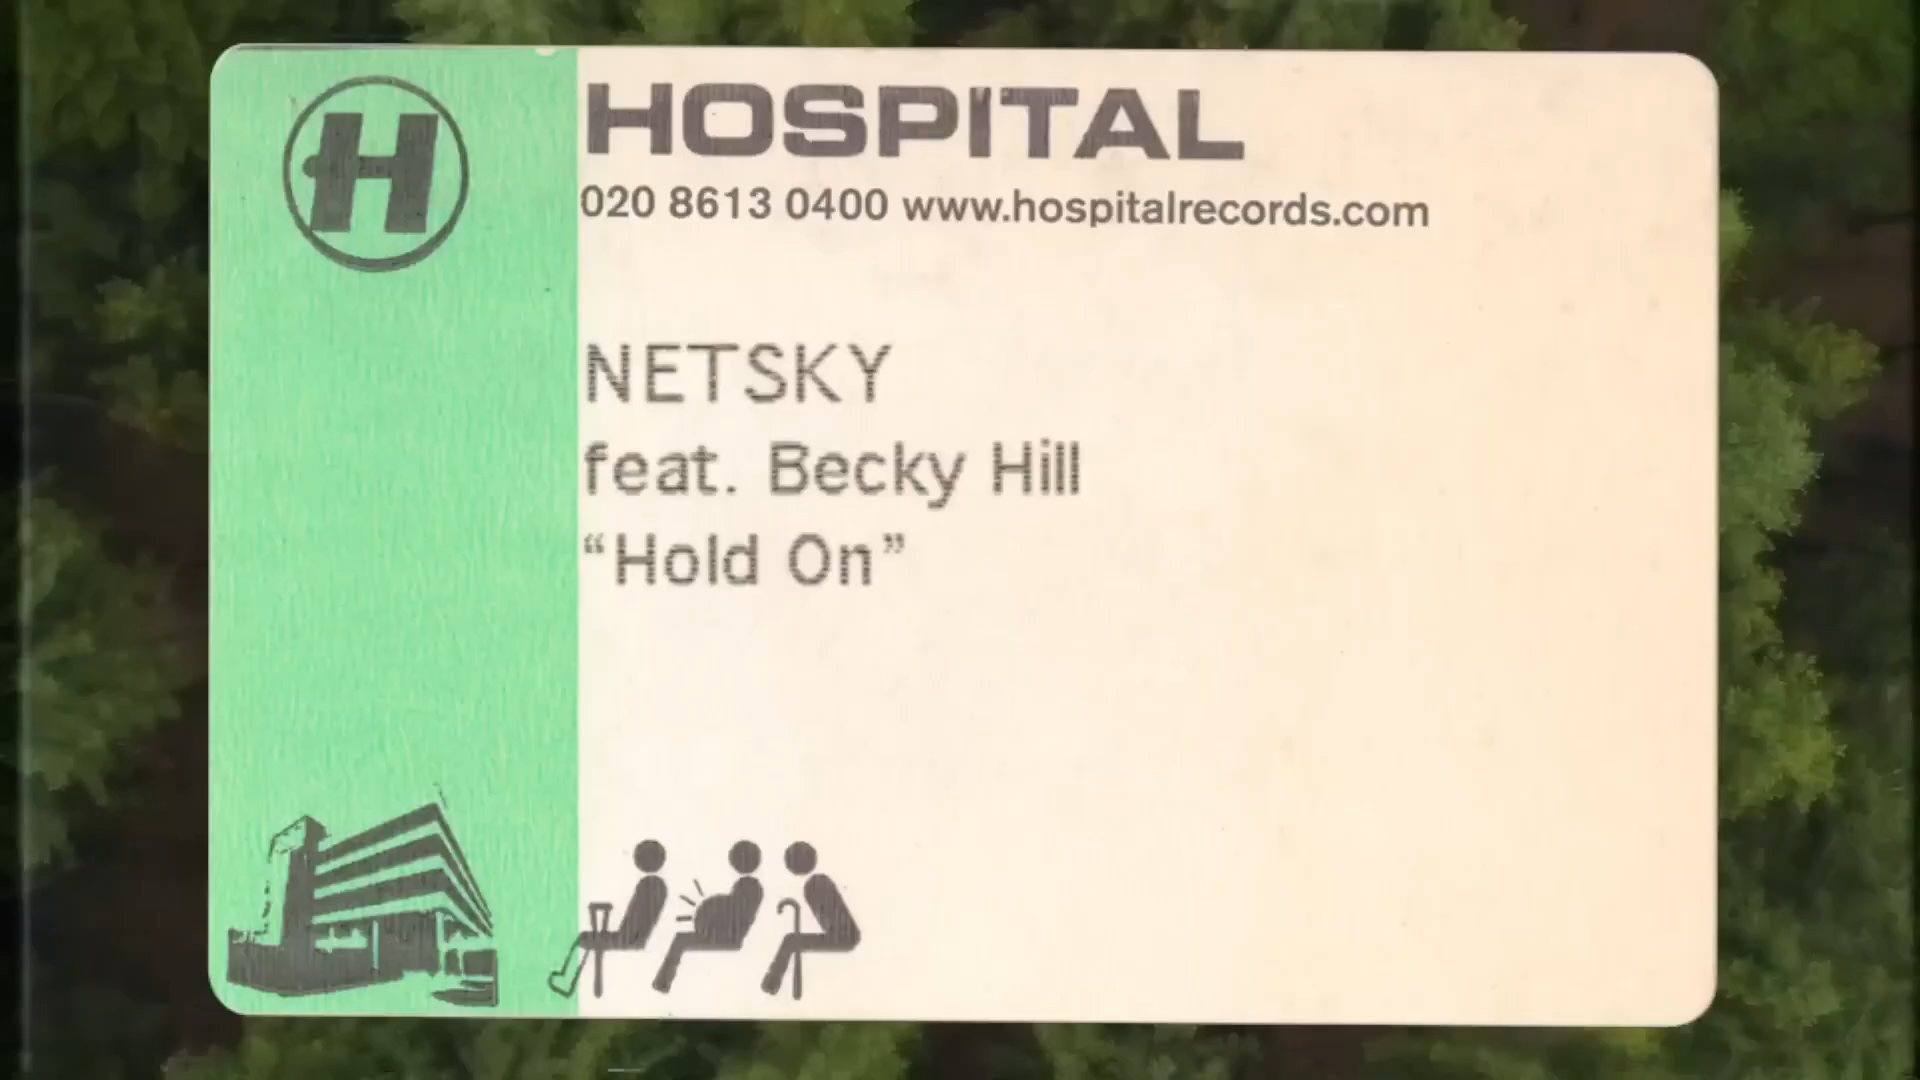 H
HOSPITAL
020 8613 0400 www.hospitalrecords.com
NETSKY
feat. Becky Hill
“Hold On”